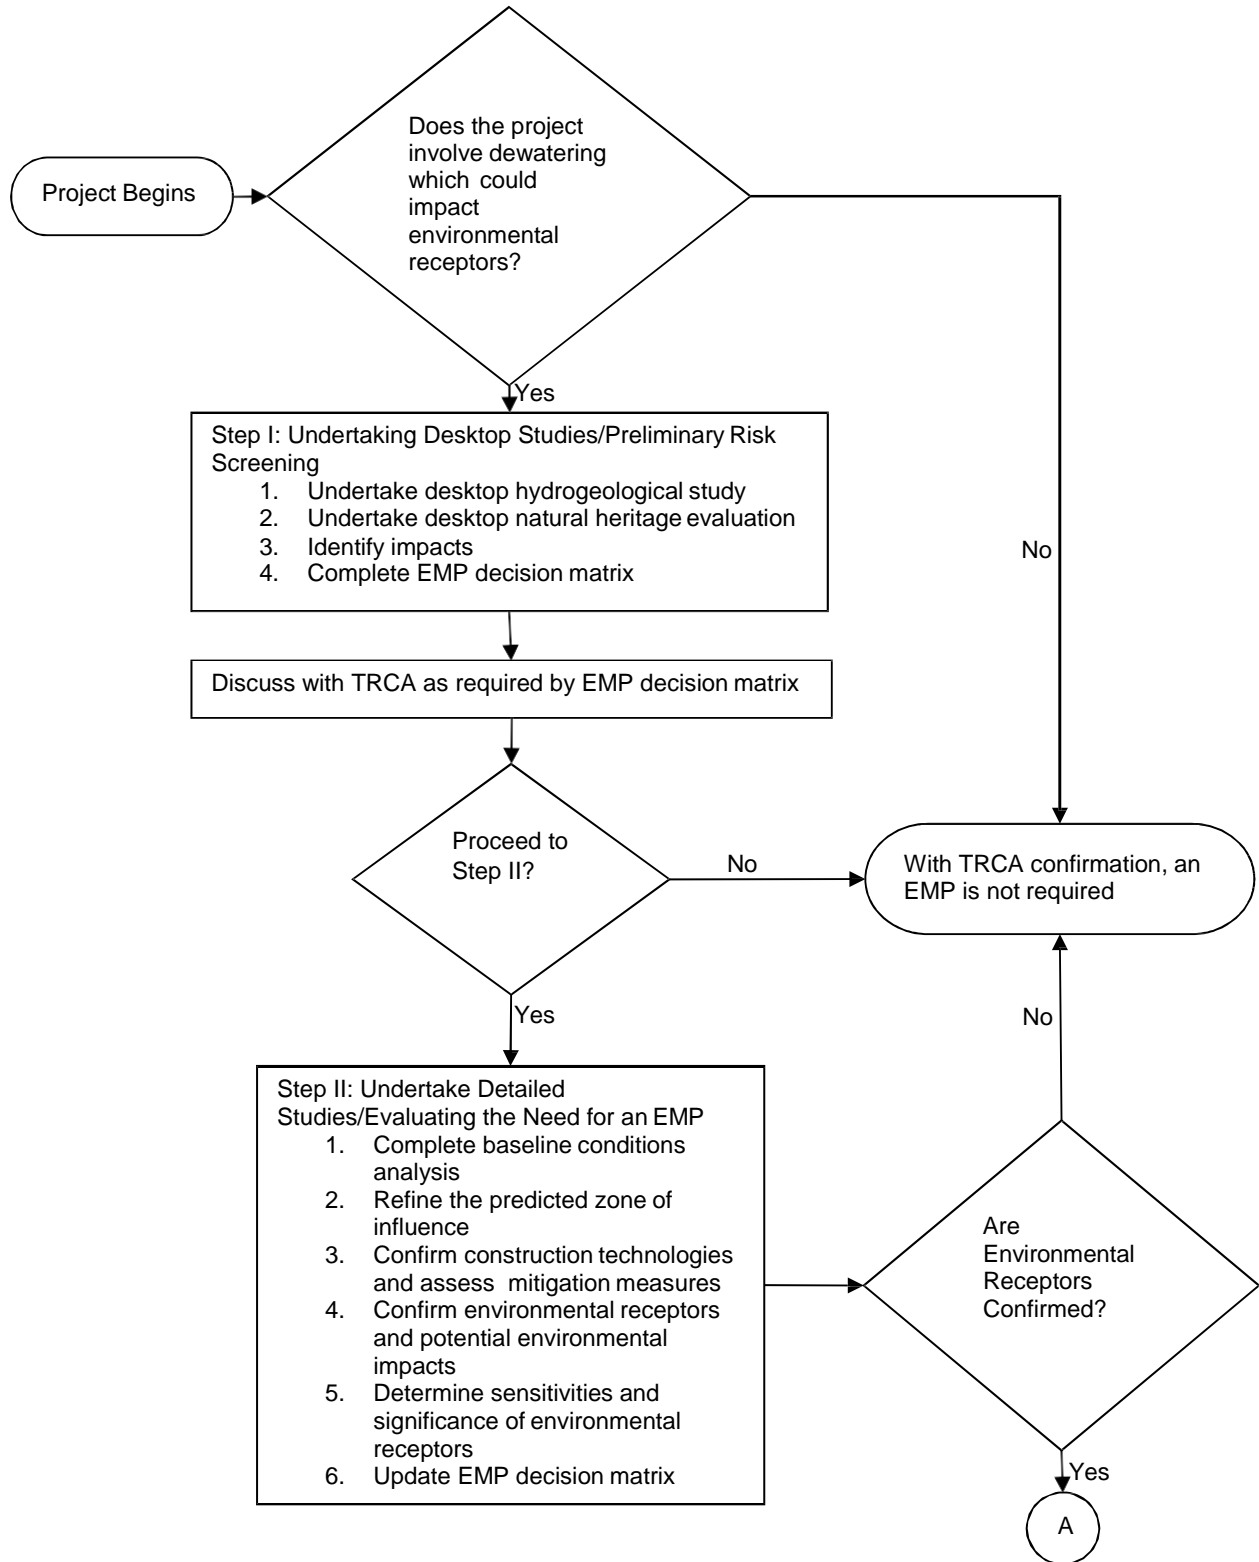 Does the project
involve dewatering
which could
impact
environmental
receptors?
Project Begins
Yes
Step I: Undertaking Desktop Studies/Preliminary Risk
Screening
1. Undertake desktop hydrogeological study
2. Undertake desktop natural heritage evaluation
3. Identify impacts
4. Complete EMP decision matrix
No
Discuss with TRCA as required by EMP decision matrix
Proceed to
Step II?
No
With TRCA confirmation, an
EMP is not required
Yes
No
Step II: Undertake Detailed
Studies/Evaluating the Need for an EMP
1. Complete baseline conditions
analysis
2. Refine the predicted zone of
influence
3. Confirm construction technologies
and assess mitigation measures
4. Confirm environmental receptors
and potential environmental
impacts
5. Determine sensitivities and
significance of environmental
receptors
6. Update EMP decision matrix
Are
Environmental
Receptors
Confirmed?
Yes
A